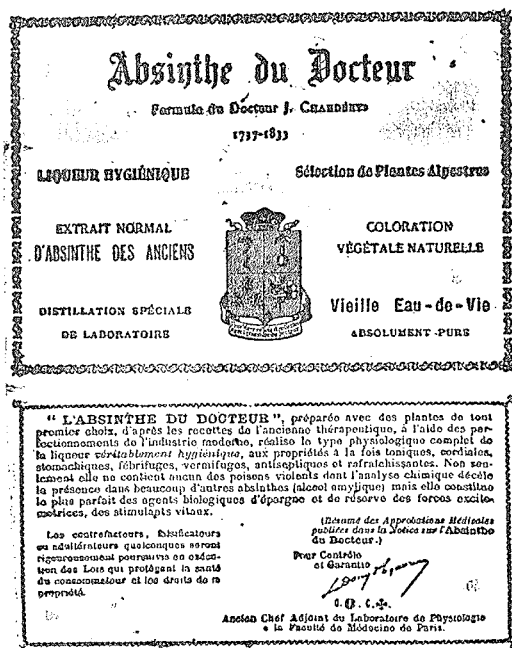 Absinthe du Docteur
Formule du Docteur J.
LIQUEUR HYGIÉNIQUE
Sélection de Plantes Alpestres
EXTRAIT NORMAL
D'ABSINTHE DES ANCIENS
COLORATION
VÉGÉTALE NATURELLE
DISTILLATION SPÉCIALE
DE LABORATOIRE
Vieille Eau-de-Vie
ABSOLUMENT PURE
“ L'ABSINTHE DU DOCTEUR ”, préparée avec des plantes de tout
premier choix, d'après les recettes de l'ancienne thérapeutique, à l'aide des per-
fectionnements de l'industrie moderne, réalise le type physiologique complet de
la liqueur véritablement hygiénique, aux propriétés à la fois toniques, cordiales,
stomachiques, fébrifuges, vermifuges, antiseptiques et rafraîchissantes. Non seu-
lement elle ne contient aucun des poisons violents dont l'analyse chimique décèle
la présence dans beaucoup d'autres absinthes (alcool amylique) mais elle constitue
le plus parfait des agents biologiques d'épargne et de réserve des forces excito-
motrices, des stimulants vitaux.
(Résumé des Approbations Médicales
publiées dans la Notice sur l'Absinthe
du Docteur.)
Les contrefacteurs, falsificateurs
ou adultérateurs quelconques seront
rigoureusement poursuivis en exécu-
tion des Lois qui protègent la santé
du consommateur et les droits de la
propriété.
Pour Contrôle
et Garantie
Ancien Chef Adjoint du Laboratoire de Physiologie
à la Faculté de Médecine de Paris.